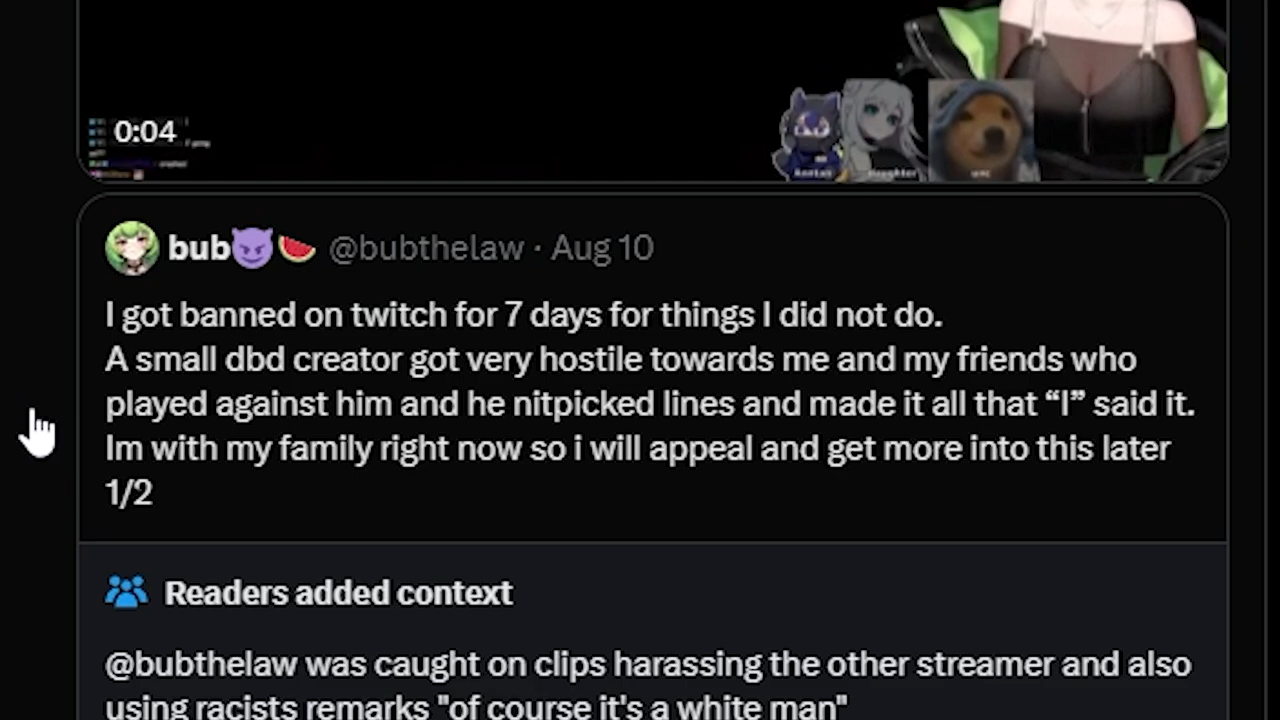 0:04
bub😈🍉 @bubthelaw · Aug 10
I got banned on twitch for 7 days for things I did not do.
A small dbd creator got very hostile towards me and my friends who
played against him and he nitpicked lines and made it all that “I” said it.
Im with my family right now so i will appeal and get more into this later
1/2
Readers added context
@bubthelaw was caught on clips harassing the other streamer and also
using racists remarks "of course it's a white man"